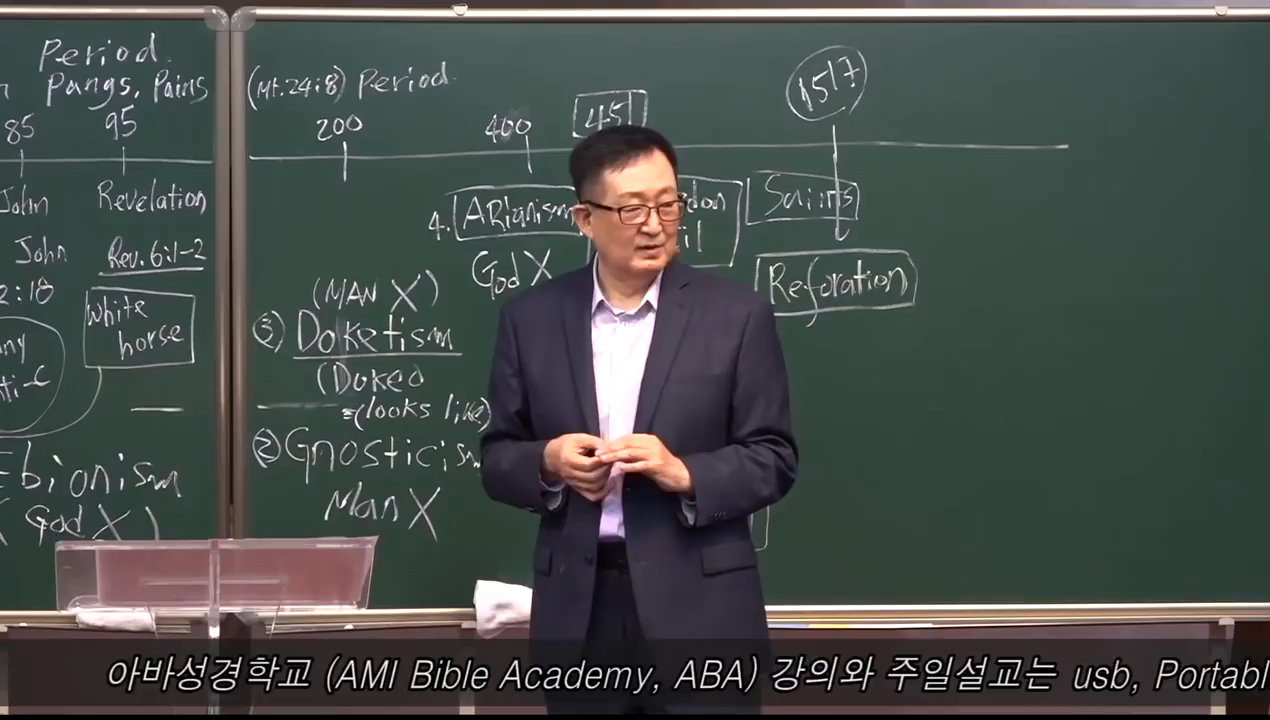 Period.
Pangs, Pains
85
95
John
Revelation
John
Rev. 6:1-2
2:18
white
horse
Ebionism
God X )
(Mt.24:8) Period.
200
400
451
1517
4. Arianism
God X
Saints
Reforation
(MAN X)
③ Doketism
(Dokeo
=(looks like)
② Gnosticism
Man X
아바성경학교 (AMI Bible Academy, ABA) 강의와 주일설교는 usb, Portabl